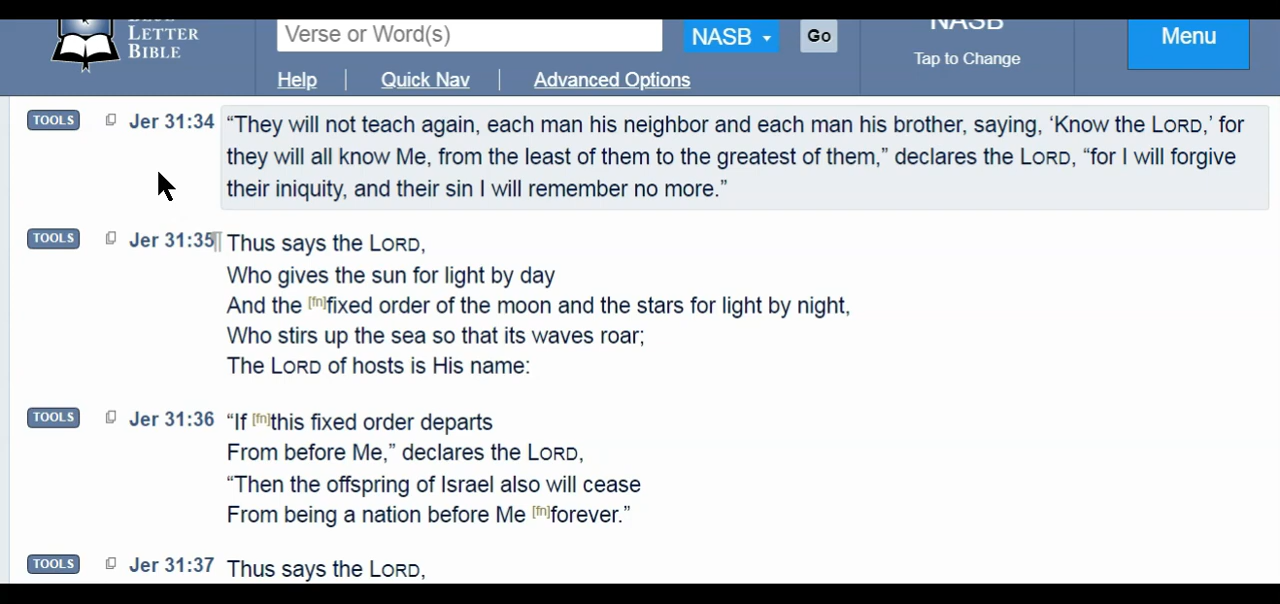 LETTER
BIBLE
Verse or Word(s)
NASB
Go
NASB
Tap to Change
Menu
Help
Quick Nav
Advanced Options
TOOLS Jer 31:34 “They will not teach again, each man his neighbor and each man his brother, saying, ‘Know the LORD,’ for
they will all know Me, from the least of them to the greatest of them,” declares the LORD, “for I will forgive
their iniquity, and their sin I will remember no more.”
TOOLS Jer 31:35 ¶ Thus says the LORD,
Who gives the sun for light by day
And the [fn]fixed order of the moon and the stars for light by night,
Who stirs up the sea so that its waves roar;
The LORD of hosts is His name:
TOOLS Jer 31:36 “If [fn]this fixed order departs
From before Me,” declares the LORD,
“Then the offspring of Israel also will cease
From being a nation before Me [fn]forever.”
TOOLS Jer 31:37 Thus says the LORD,